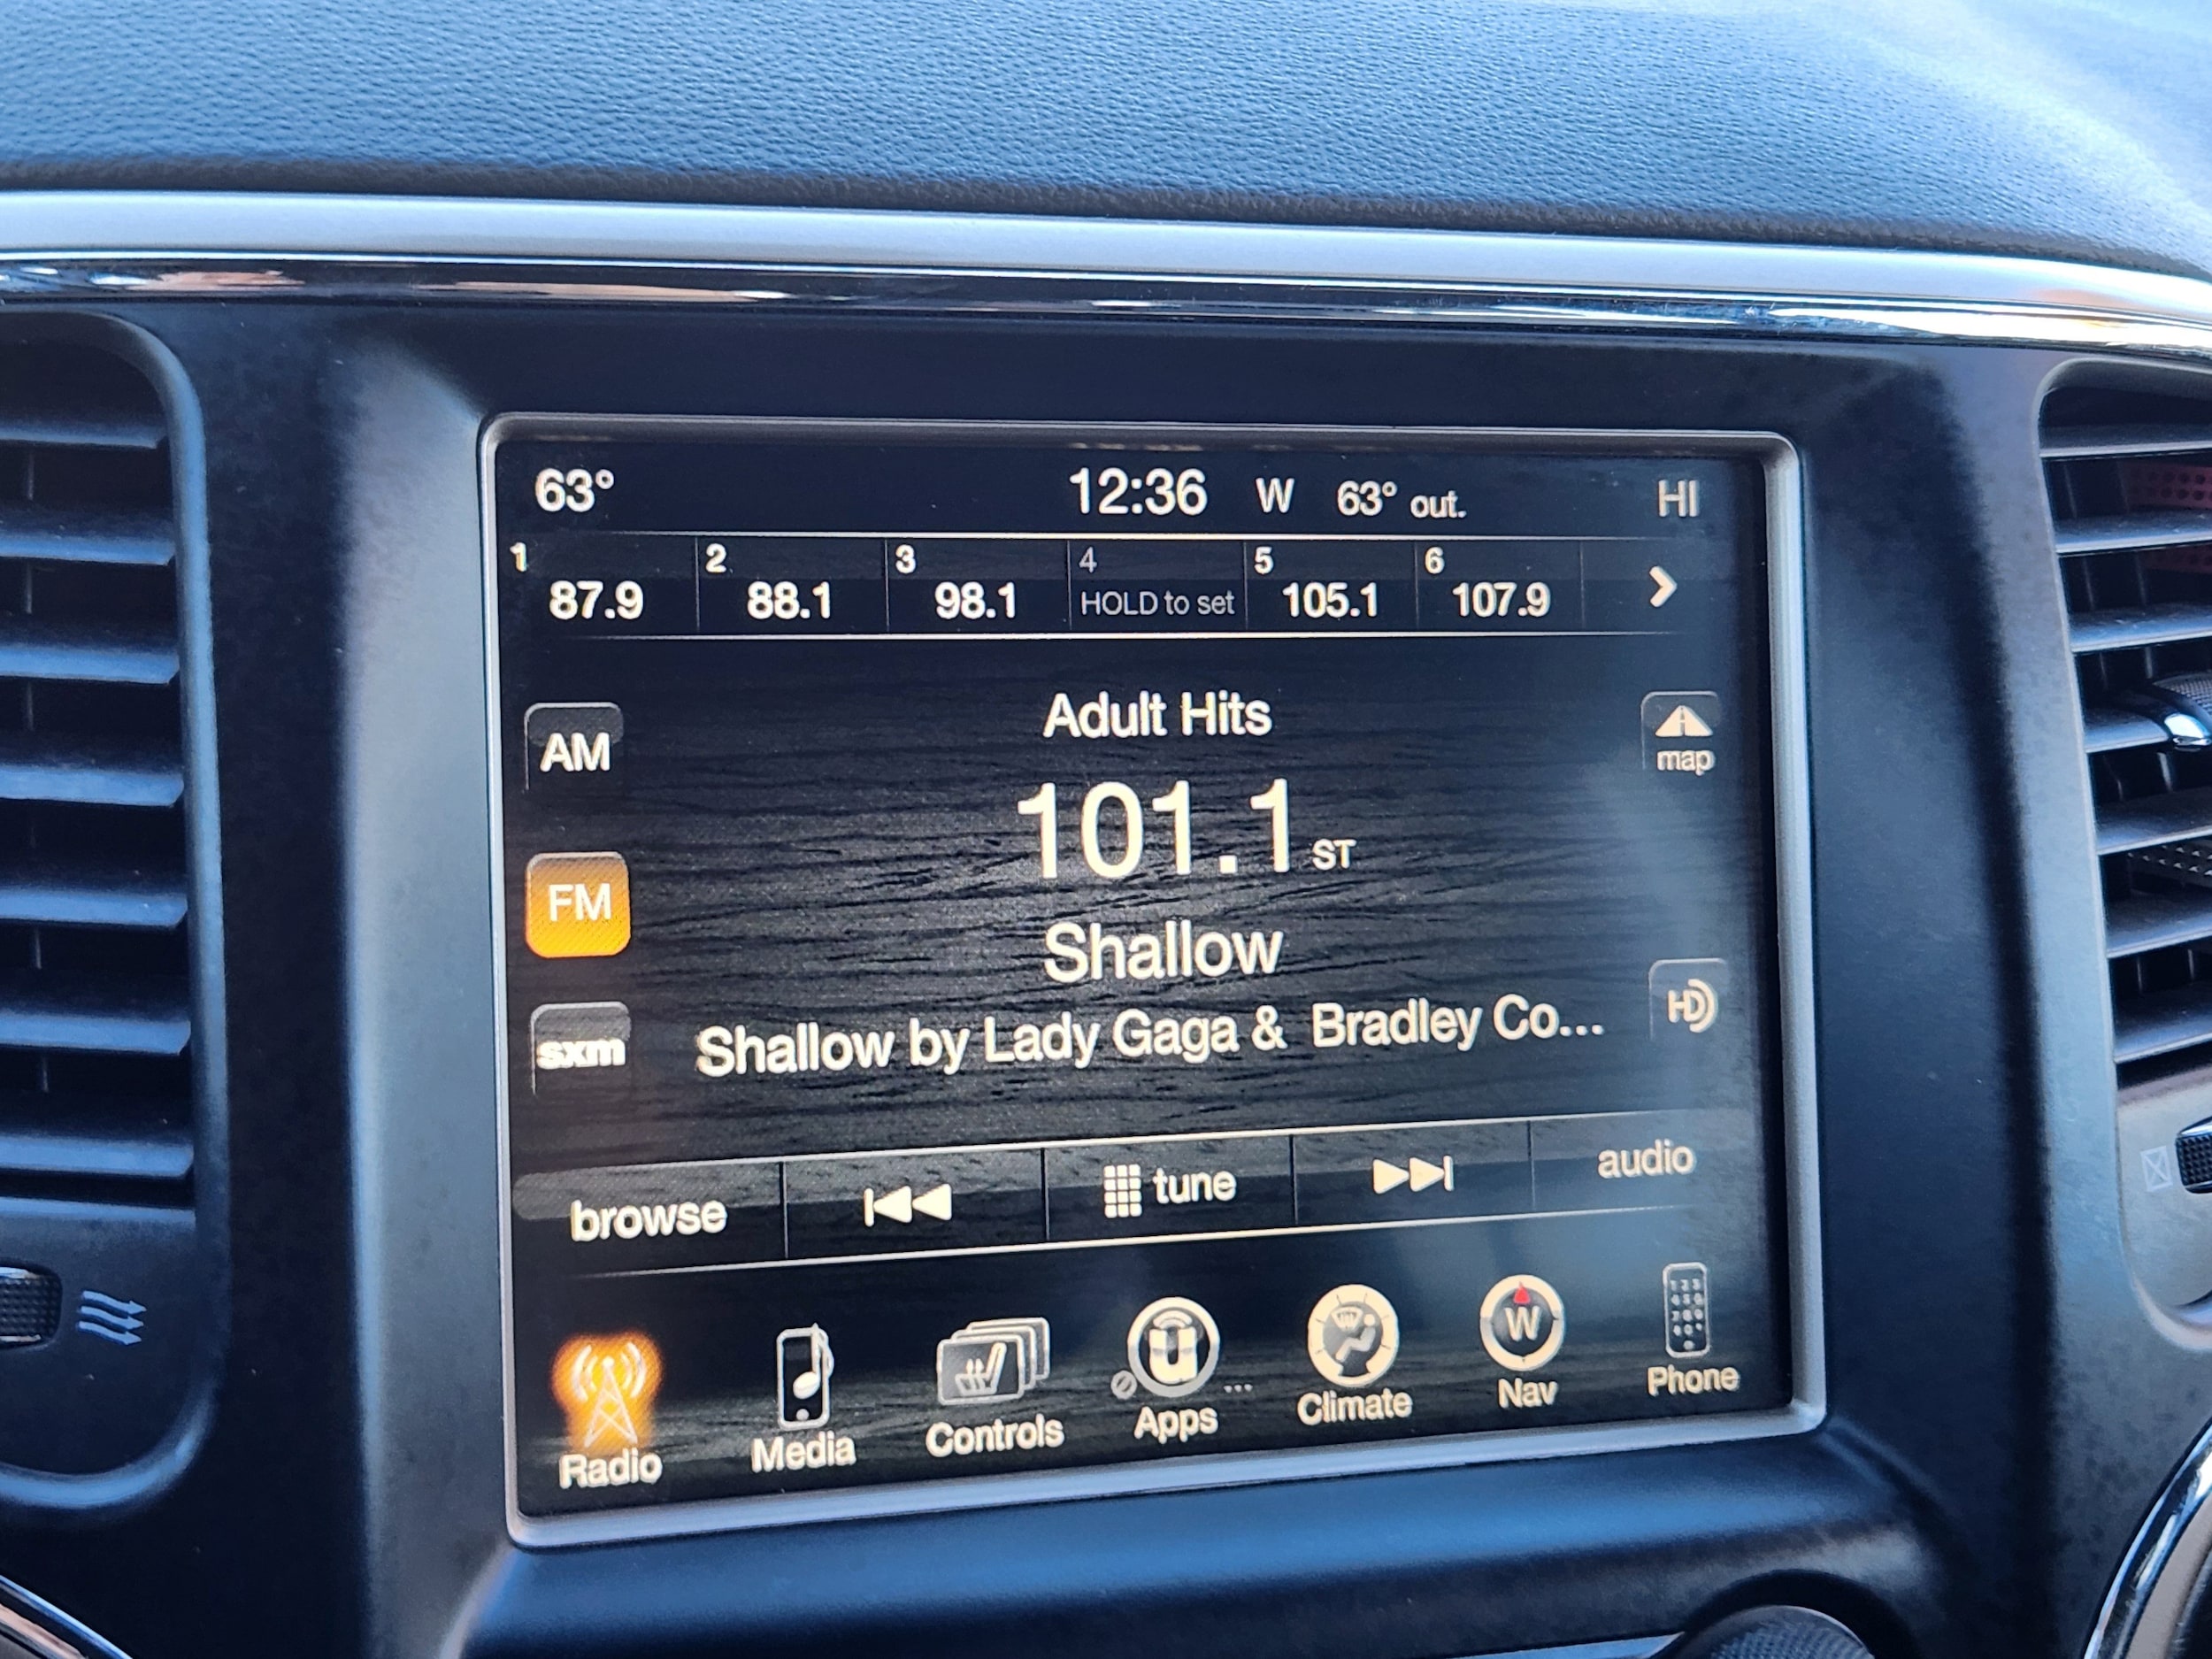 63° 12:36 W 63° out. HI
1 2 3 4 5 6
87.9 88.1 98.1 HOLD to set 105.1 107.9
Adult Hits
AM map
101.1 ST
FM
Shallow
HD
sxm Shallow by Lady Gaga & Bradley Co...
browse tune audio
W
Radio Media Controls Apps Climate Nav Phone